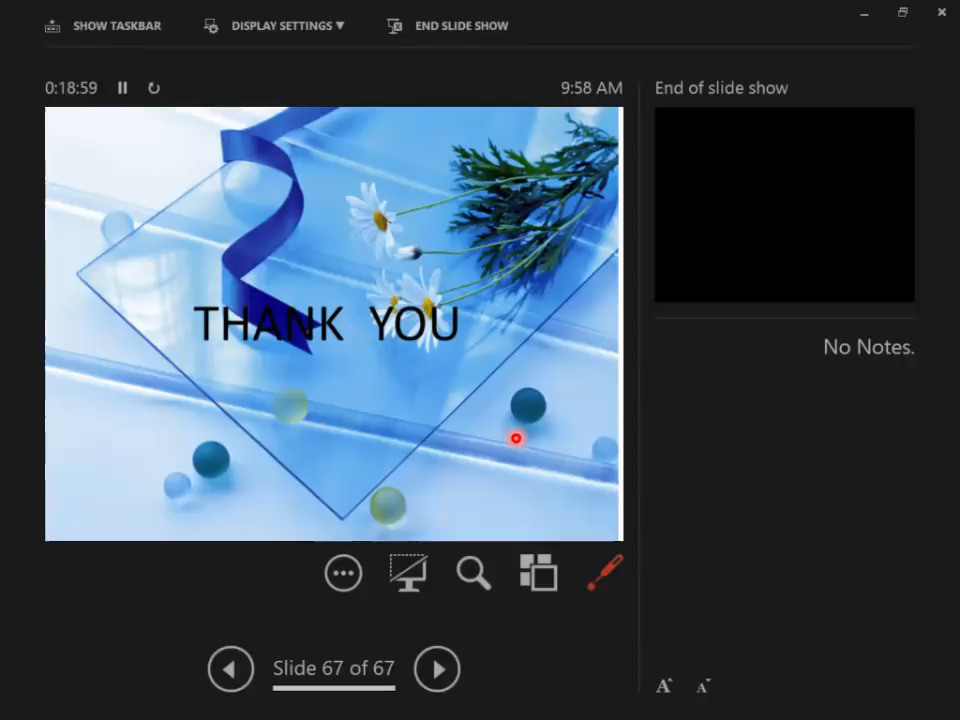 SHOW TASKBAR
DISPLAY SETTINGS ▼
END SLIDE SHOW
0:18:59
9:58 AM
End of slide show
THANK YOU
No Notes.
Slide 67 of 67
A A